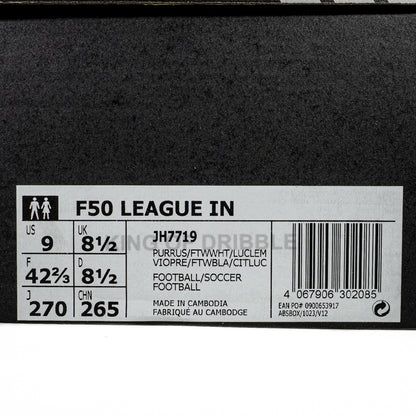 F50 LEAGUE IN
US UK
9 8½
F D
42⅔ 8½
J CHN
270 265
JH7719
KING OF DRIBBLE
PURRUS/FTWWHT/LUCLEM
VIOPRE/FTWBLA/CITLUC
FOOTBALL/SOCCER
FOOTBALL
MADE IN CAMBODIA
FABRIQUÉ AU CAMBODGE
4 067906 302085
EAN PO# 0900653917
ABSBOX/1023/V12